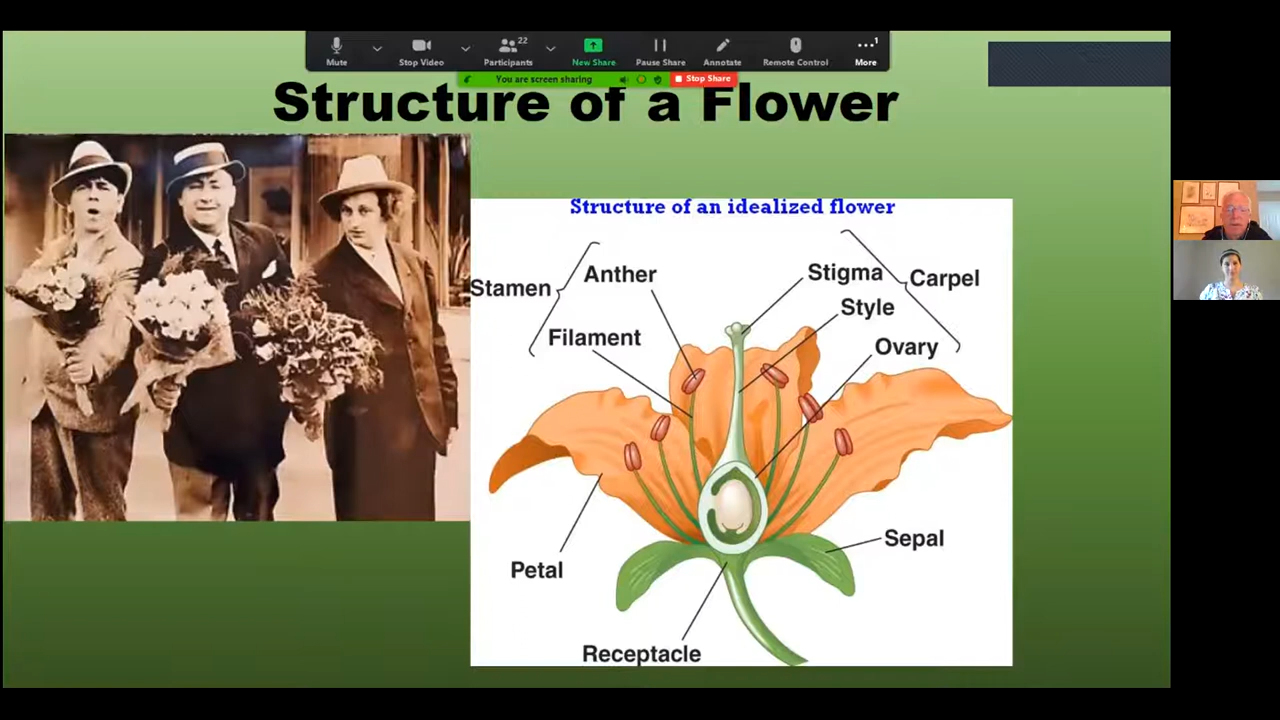 22
1
Mute
Stop Video
Participants
New Share
Pause Share
Annotate
Remote Control
More
You are screen sharing
Stop Share
Structure of a Flower
Structure of an idealized flower
Stamen
Anther
Filament
Stigma
Carpel
Style
Ovary
Petal
Sepal
Receptacle